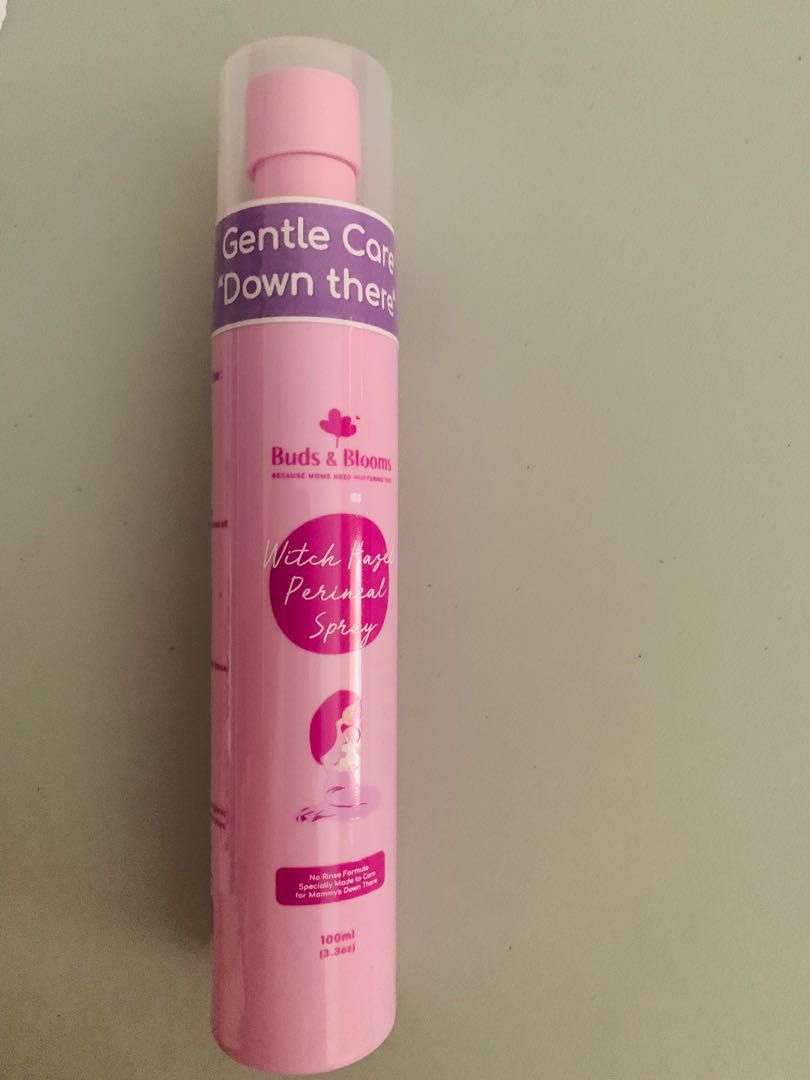 Gentle Care
'Down there'
Buds & Blooms
BECAUSE MOMS NEED NURTURING TOO
Witch Hazel
Perineal
Spray
No Rinse Formula
Specially Made to Care
for Mommy's Down There
100ml
(3.3oz)